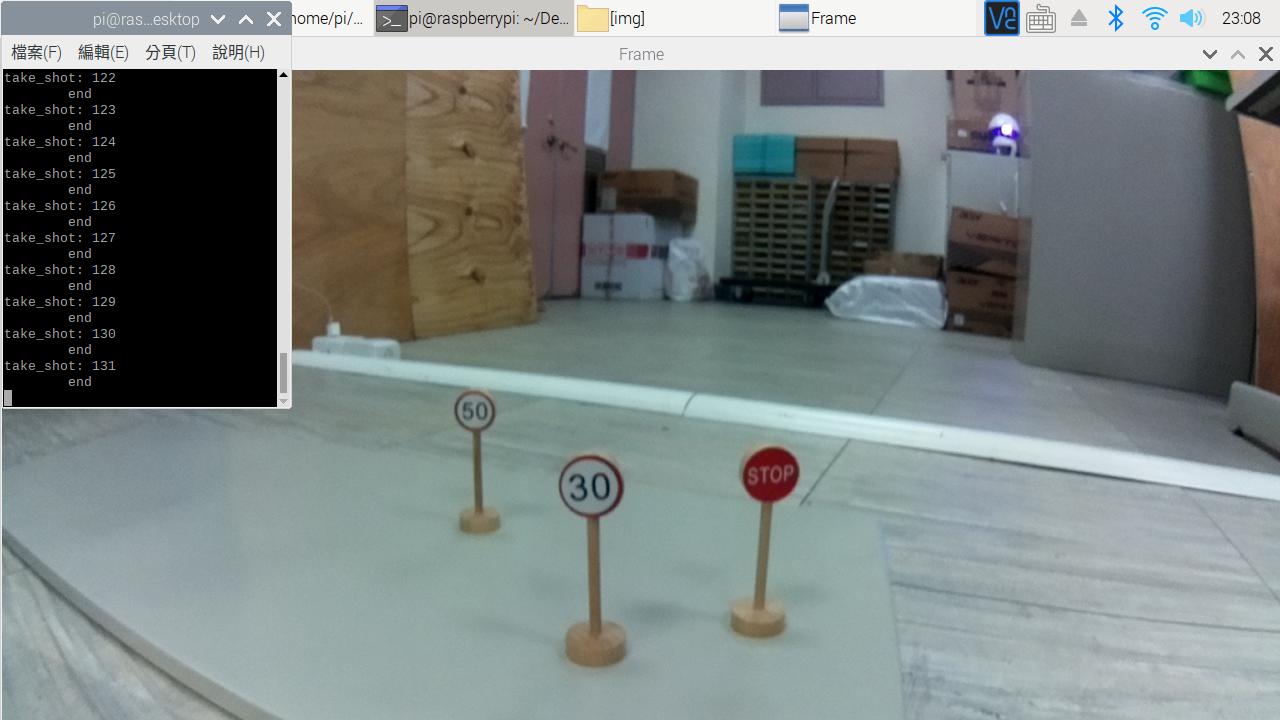 pi@ras...esktop
home/pi/...
pi@raspberrypi: ~/De...
[img]
Frame
23:08
檔案(F) 編輯(E) 分頁(T) 說明(H)
Frame
take_shot: 122
end
take_shot: 123
end
take_shot: 124
end
take_shot: 125
end
take_shot: 126
end
take_shot: 127
end
take_shot: 128
end
take_shot: 129
end
take_shot: 130
end
take_shot: 131
end
50
30
STOP